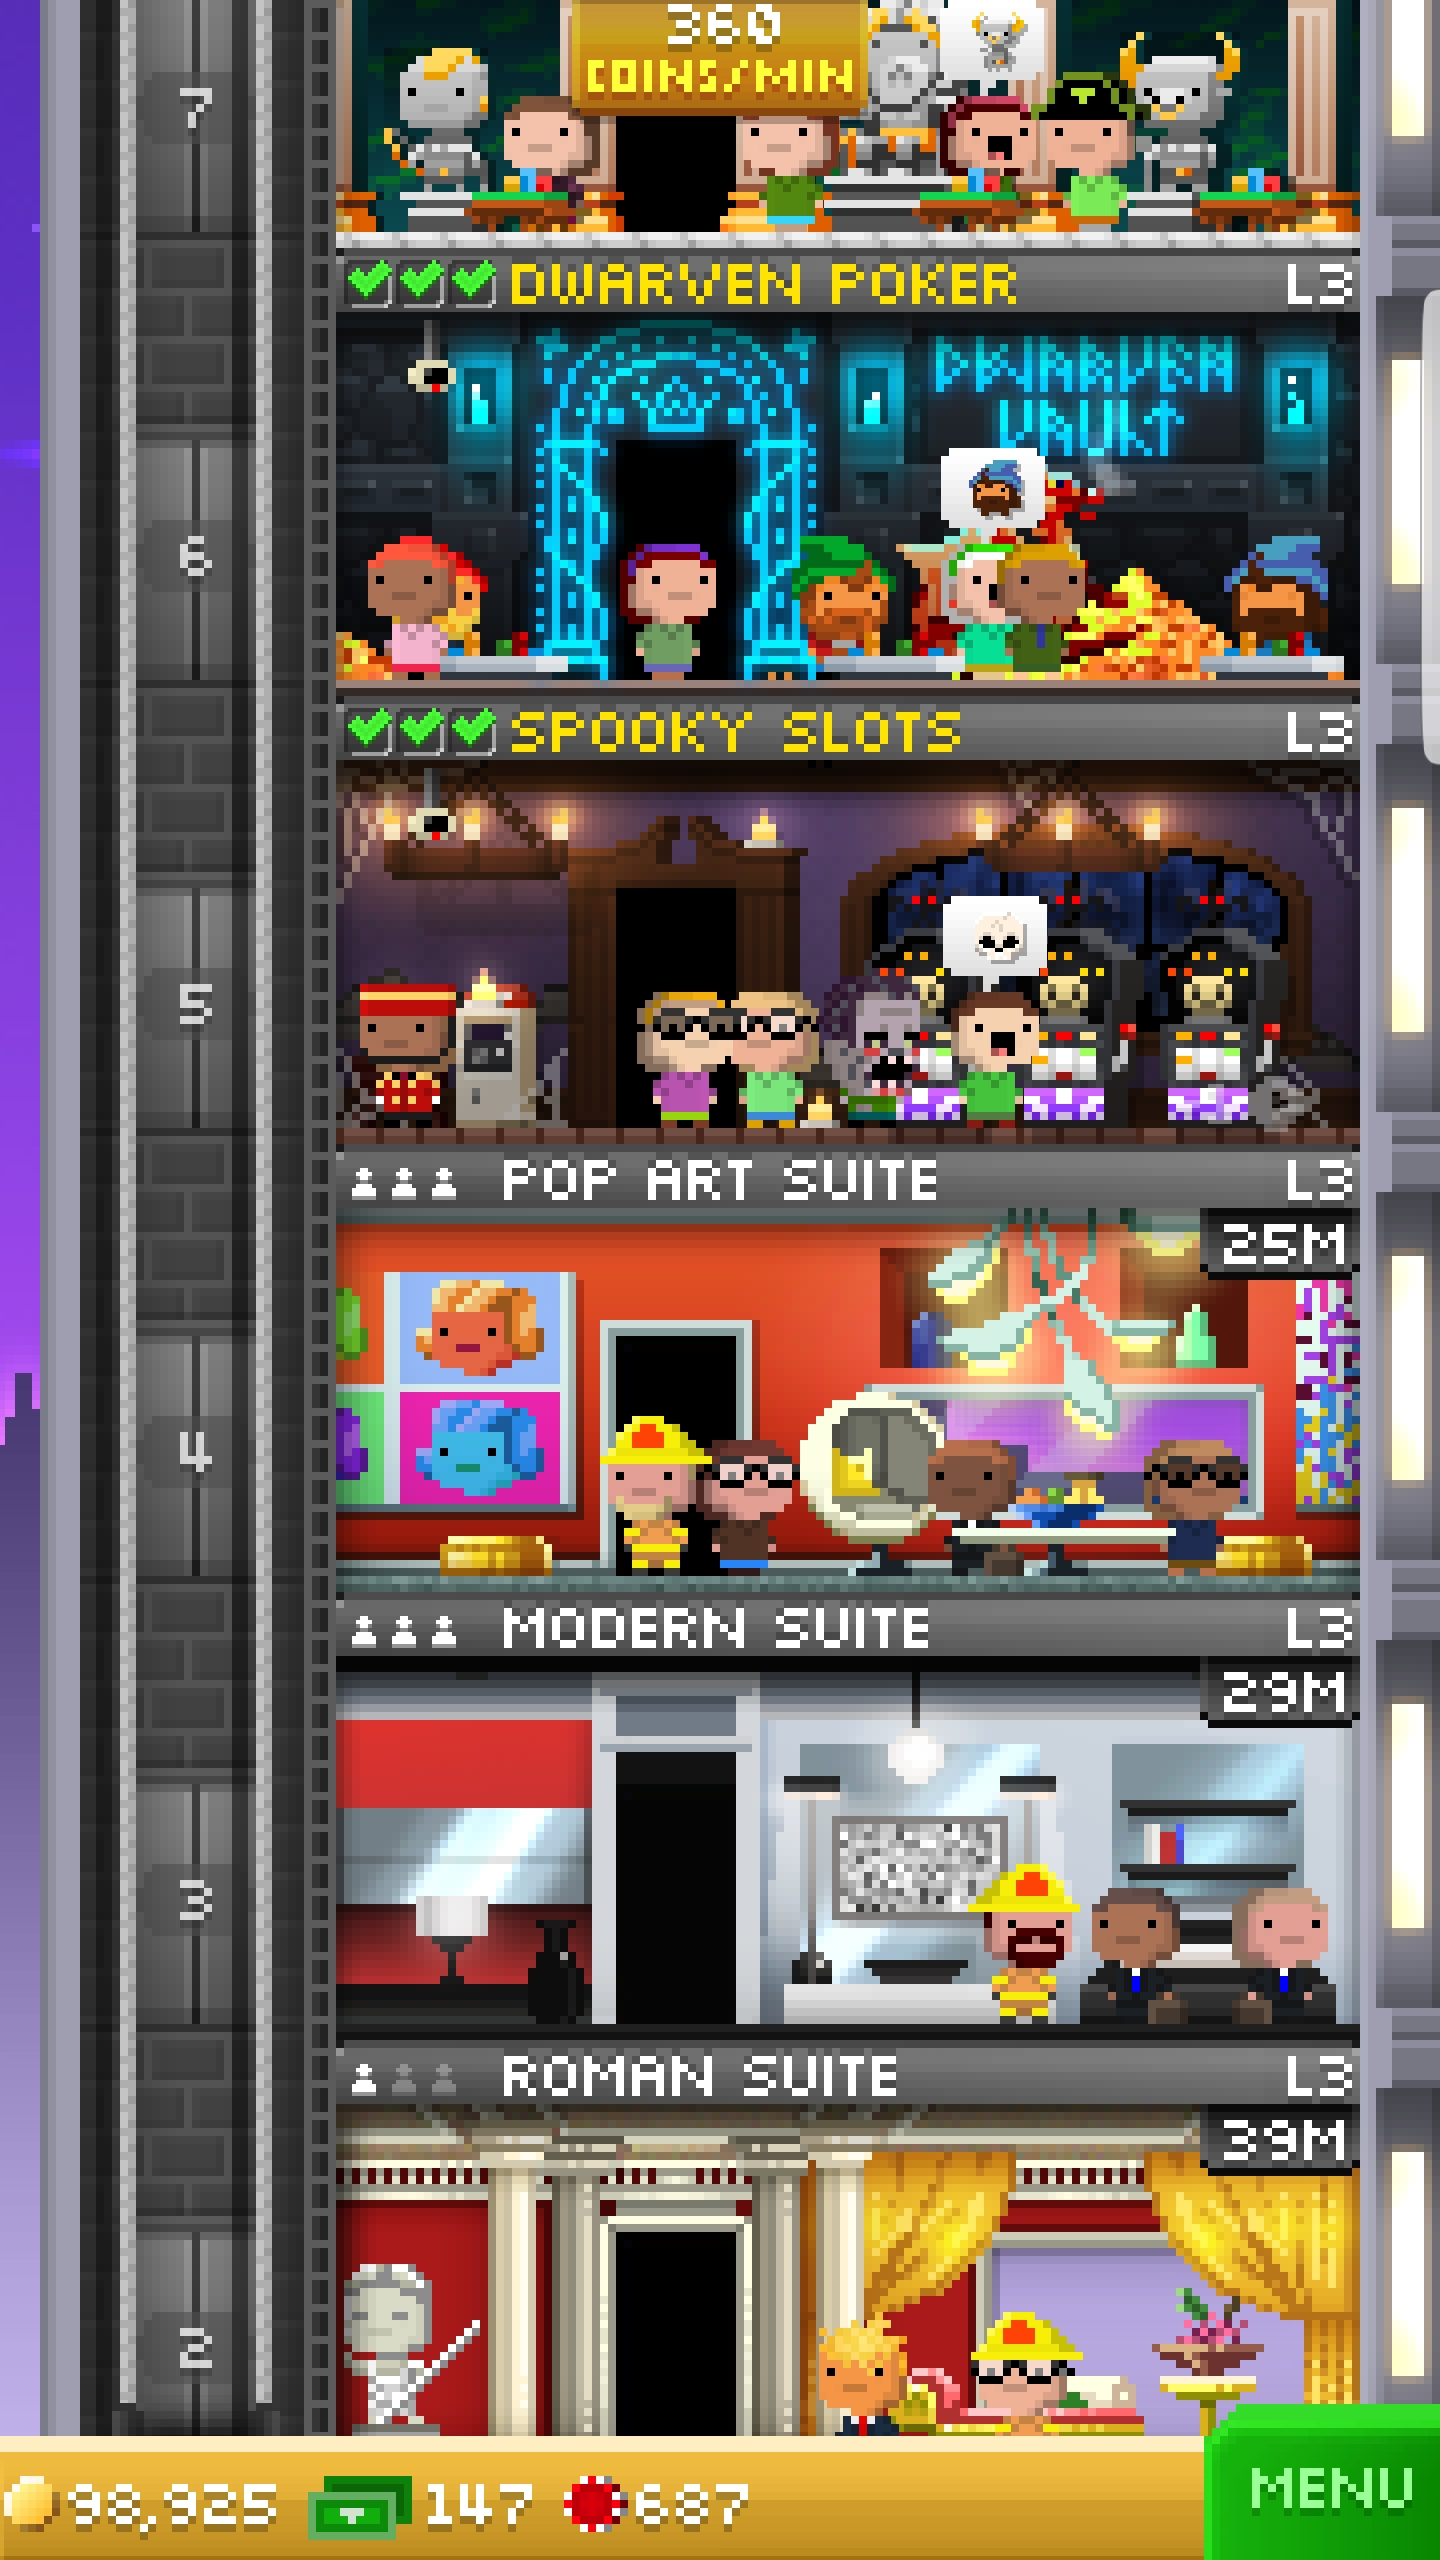 360
COINS/MIN
7
DWARVEN POKER L3
DWARVEN
VAULT
6
SPOOKY SLOTS L3
5
POP ART SUITE L3
25M
4
MODERN SUITE L3
29M
3
ROMAN SUITE L3
39M
2
98,925 147 687 MENU